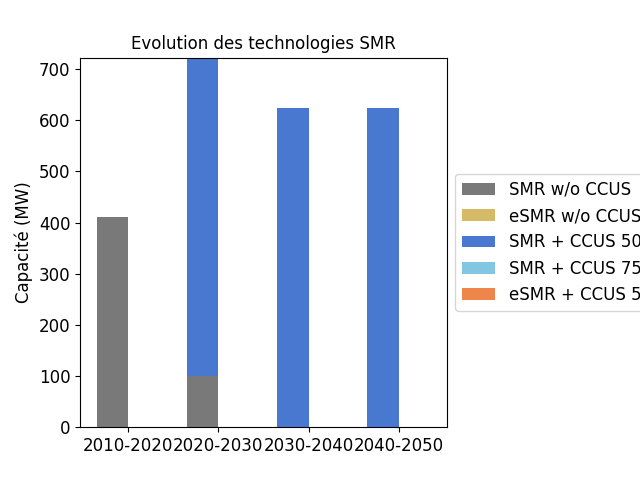 Evolution des technologies SMR
Capacité (MW)
700
600
500
400
300
200
100
0
2010-2020
2020-2030
2030-2040
2040-2050
SMR w/o CCUS
eSMR w/o CCUS
SMR + CCUS 50
SMR + CCUS 75
eSMR + CCUS 5